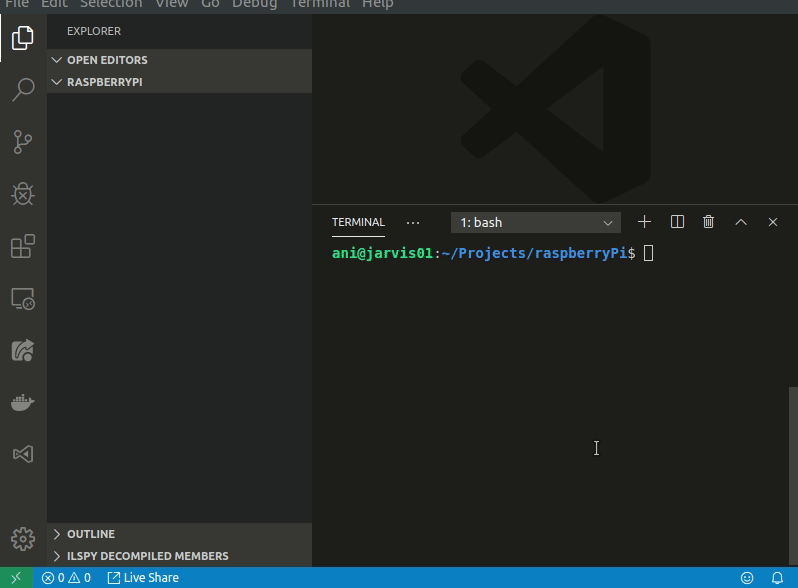 File Edit Selection View Go Debug Terminal Help
EXPLORER
OPEN EDITORS
RASPBERRYPI
TERMINAL ... 1: bash
ani@jarvis01:~/Projects/raspberryPi$
OUTLINE
ILSPY DECOMPILED MEMBERS
0 0 Live Share